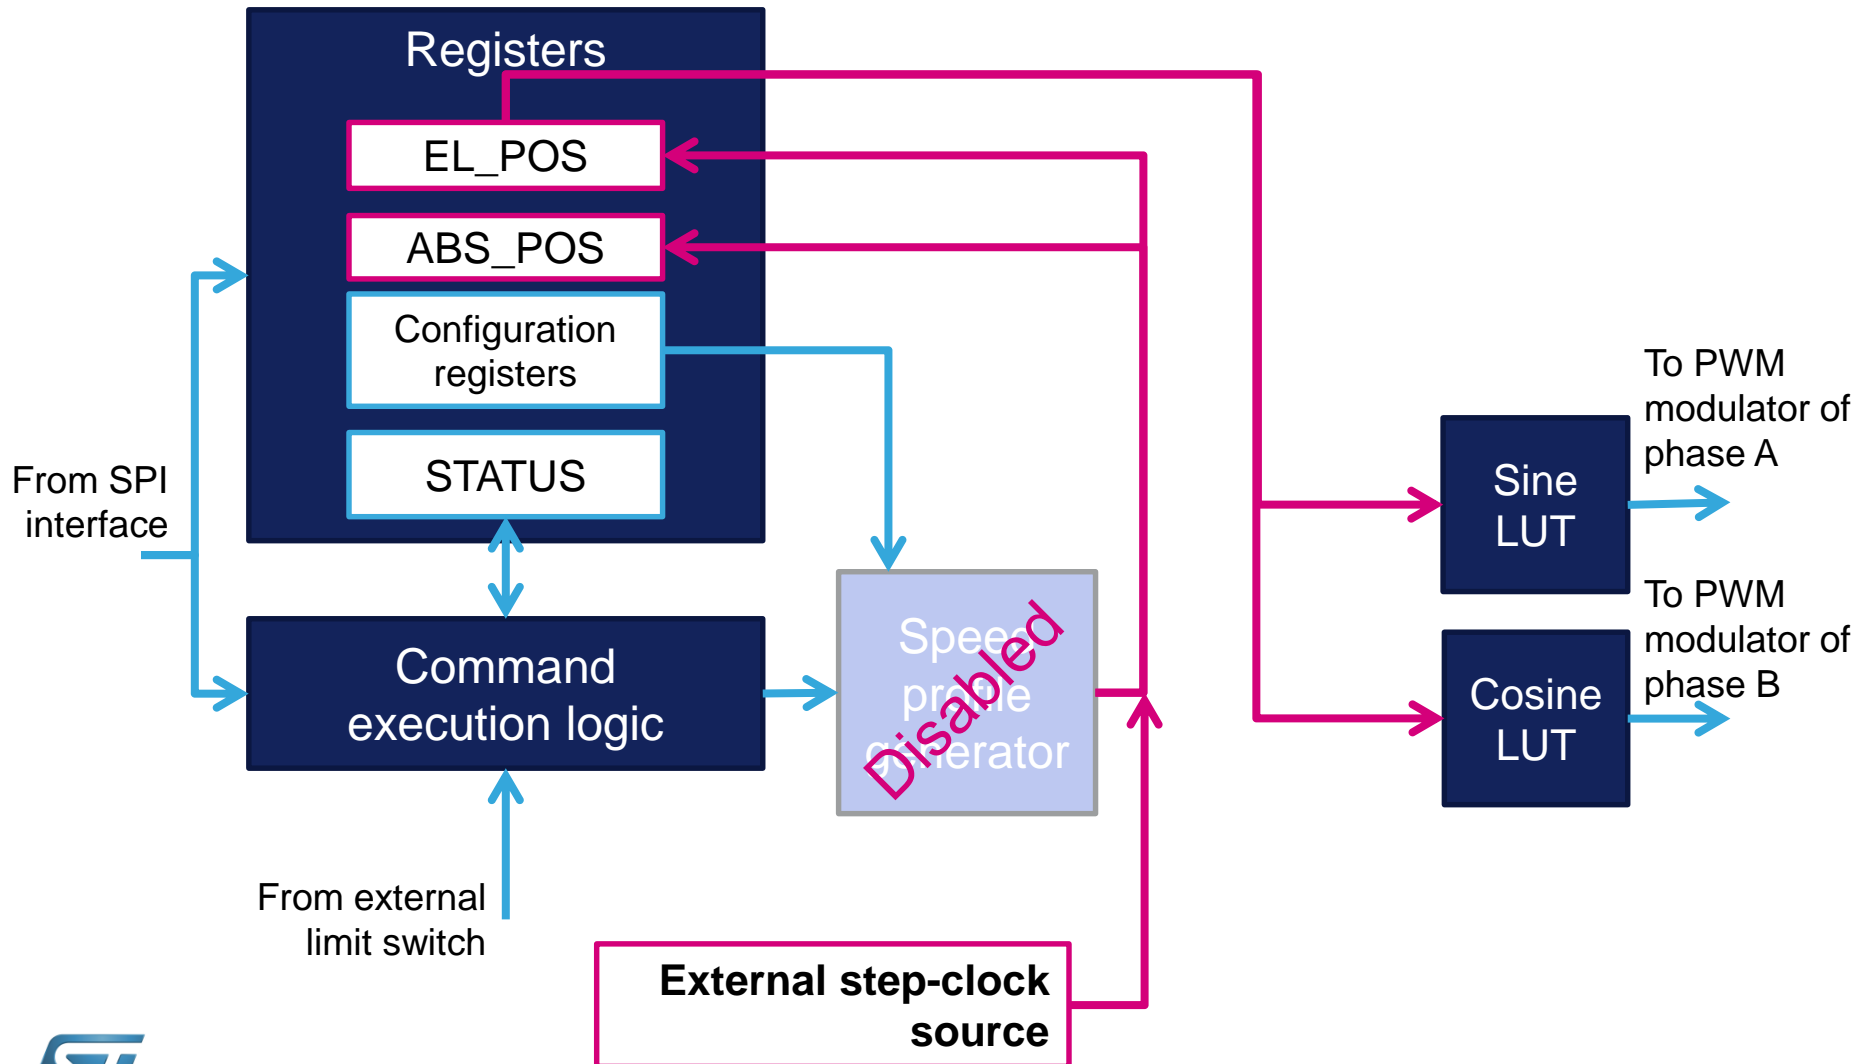 Registers
EL_POS
ABS_POS
Configuration
registers
STATUS
From SPI
interface
Command
execution logic
Speed
profile
generator
Disabled
From external
limit switch
External step-clock
source
Sine
LUT
To PWM
modulator of
phase A
Cosine
LUT
To PWM
modulator of
phase B